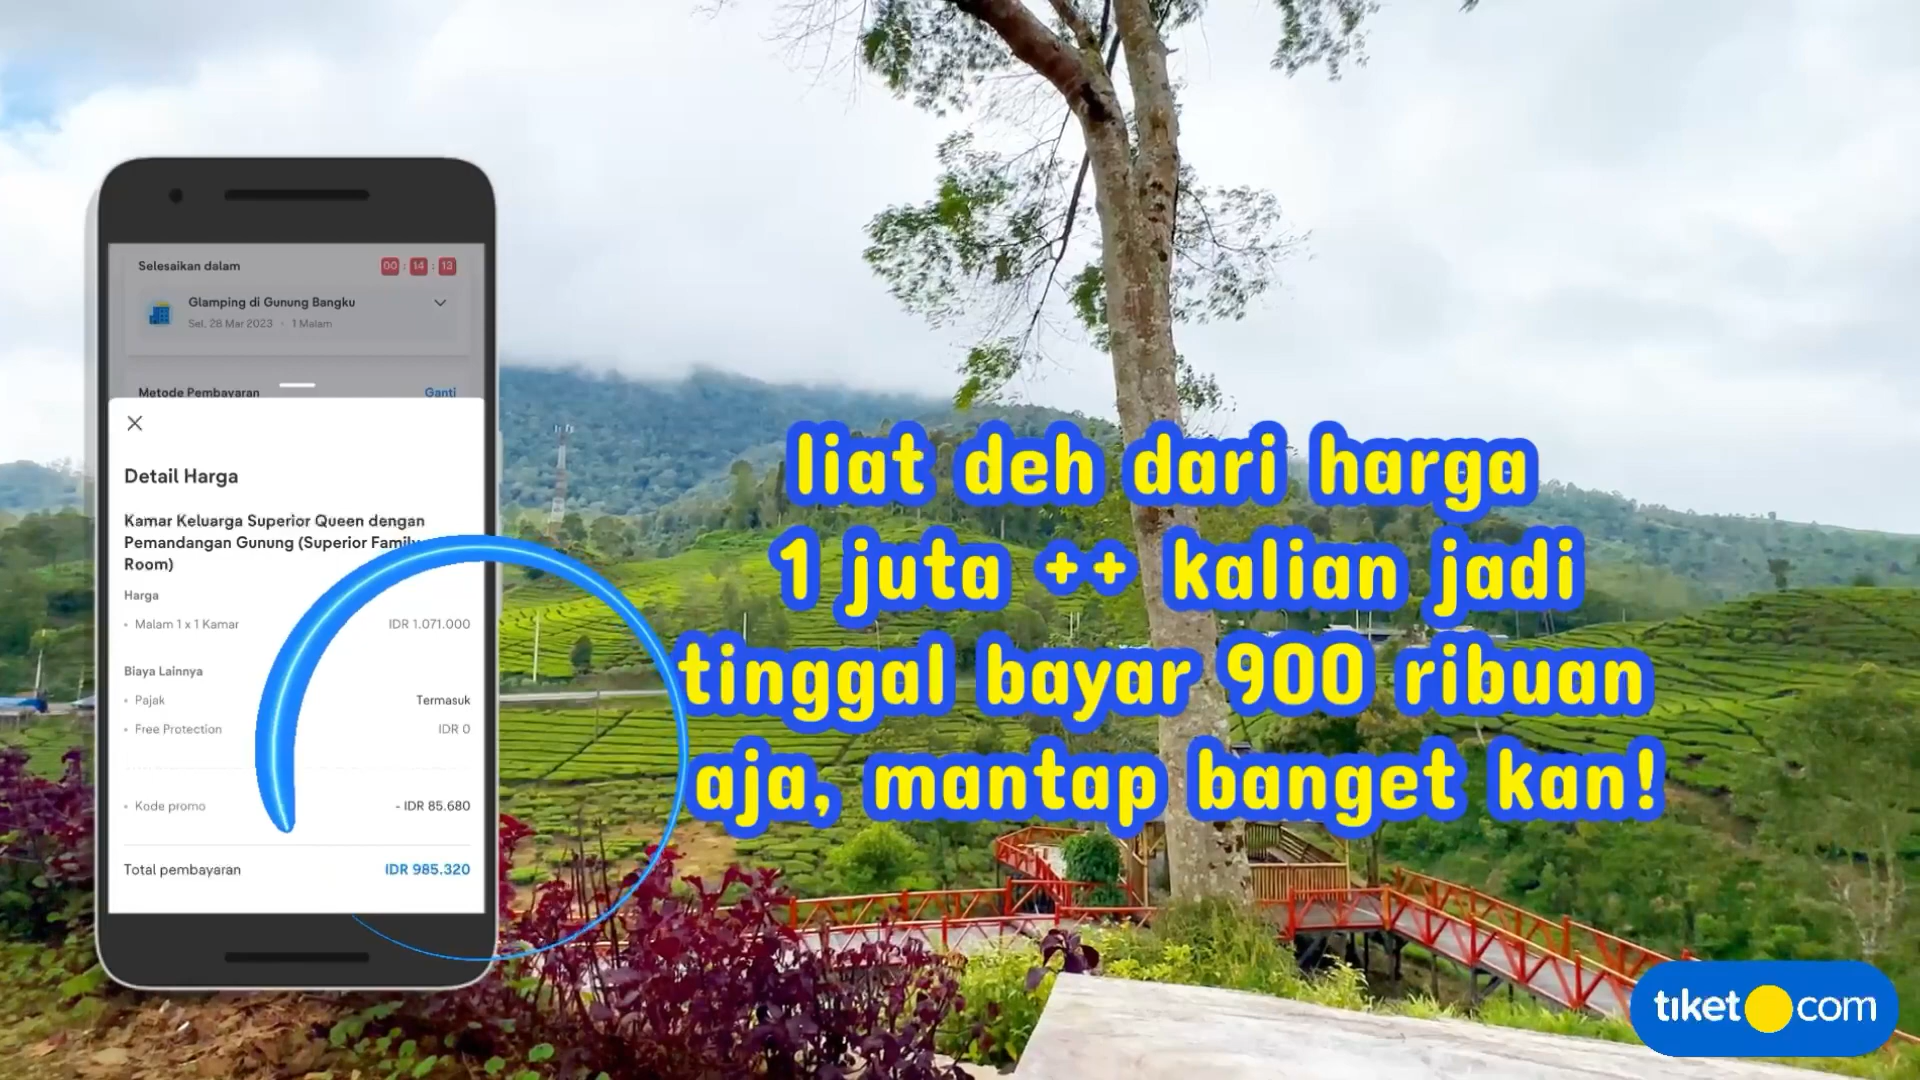 Selesaikan dalam 00 : 14 : 13
Glamping di Gunung Bangku
Sel, 28 Mar 2023 • 1 Malam
Metode Pembayaran Ganti
Detail Harga
Kamar Keluarga Superior Queen dengan
Pemandangan Gunung (Superior Family
Room)
Harga
• Malam 1 x 1 Kamar IDR 1.071.000
Biaya Lainnya
• Pajak Termasuk
• Free Protection IDR 0
• Kode promo - IDR 85.680
Total pembayaran IDR 985.320
liat deh dari harga
1 juta ++ kalian jadi
tinggal bayar 900 ribuan
aja, mantap banget kan!
tiket.com